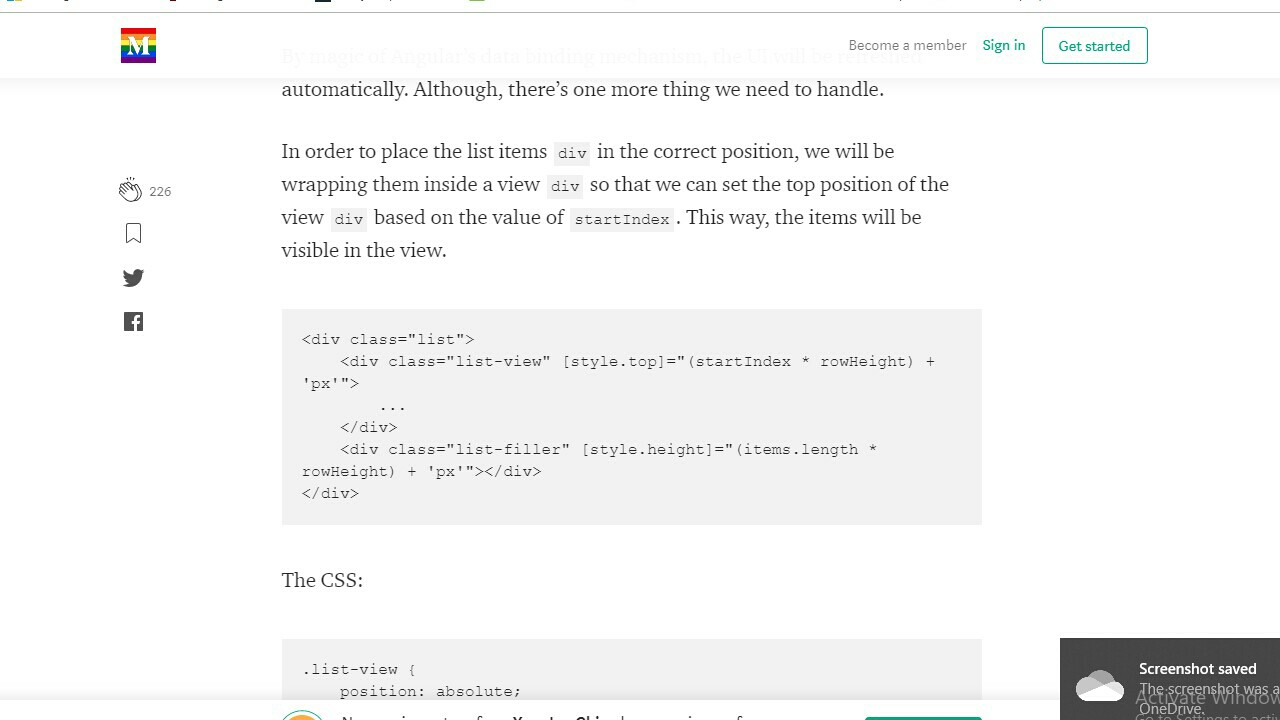 M
Become a member Sign in Get started
By magic of Angular's data binding mechanism, the UI will be refreshed
automatically. Although, there's one more thing we need to handle.
In order to place the list items div in the correct position, we will be
wrapping them inside a view div so that we can set the top position of the
view div based on the value of startIndex. This way, the items will be
visible in the view.
226
<div class="list">
    <div class="list-view" [style.top]="(startIndex * rowHeight) +
'px'">
        ...
    </div>
    <div class="list-filler" [style.height]="(items.length *
rowHeight) + 'px'"></div>
</div>
The CSS:
.list-view {
    position: absolute;
Screenshot saved
The screenshot was a
OneDrive.
Activate Window
Go to Settings to acti